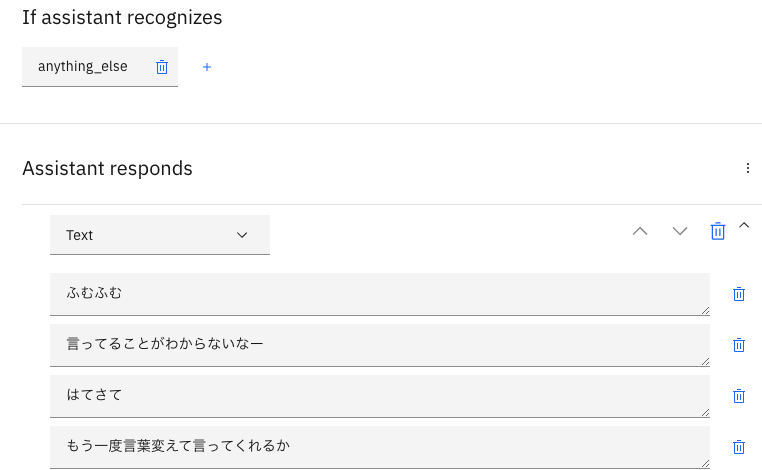 If assistant recognizes
anything_else
Assistant responds
Text
ふむふむ
言ってることがわからないなー
はてさて
もう一度言葉変えて言ってくれるか